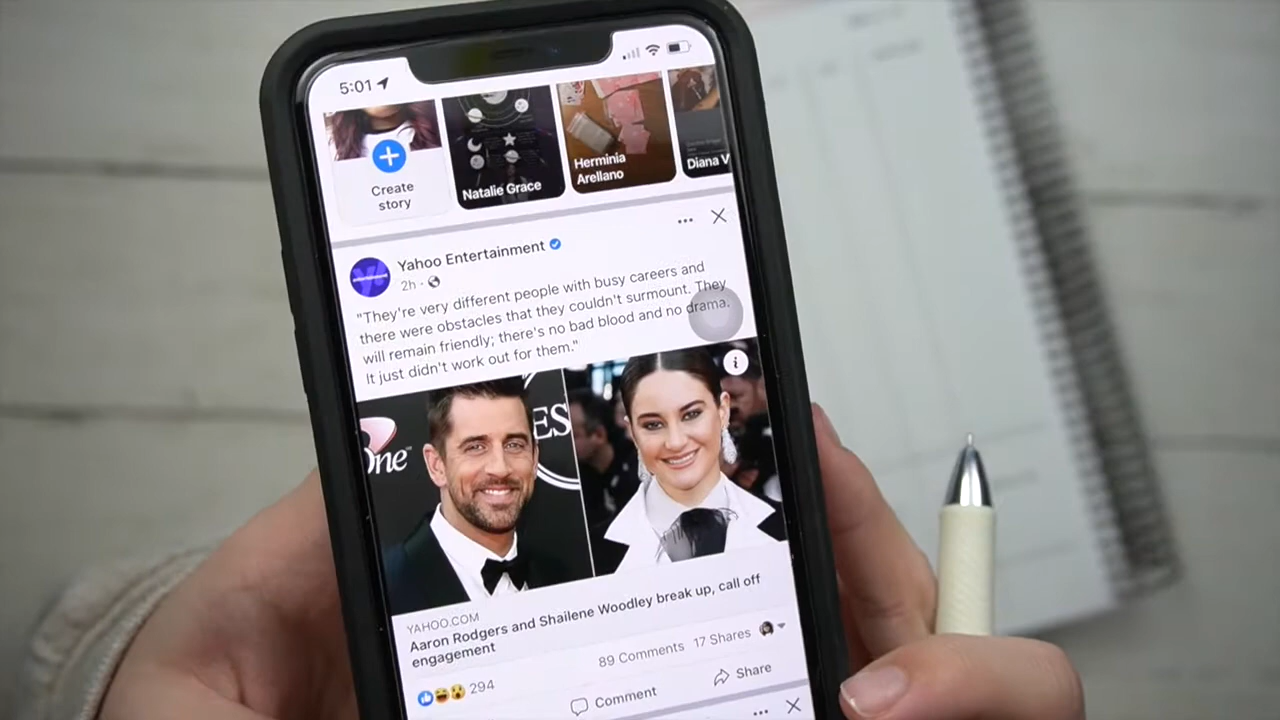 5:01
Create
story
Natalie Grace
Herminia
Arellano
Diana V
Yahoo Entertainment
2h ·
"They're very different people with busy careers and
there were obstacles that they couldn't surmount. They
will remain friendly; there's no bad blood and no drama.
It just didn't work out for them."
one
ES
YAHOO.COM
Aaron Rodgers and Shailene Woodley break up, call off
engagement
294
89 Comments 17 Shares
Comment
Share